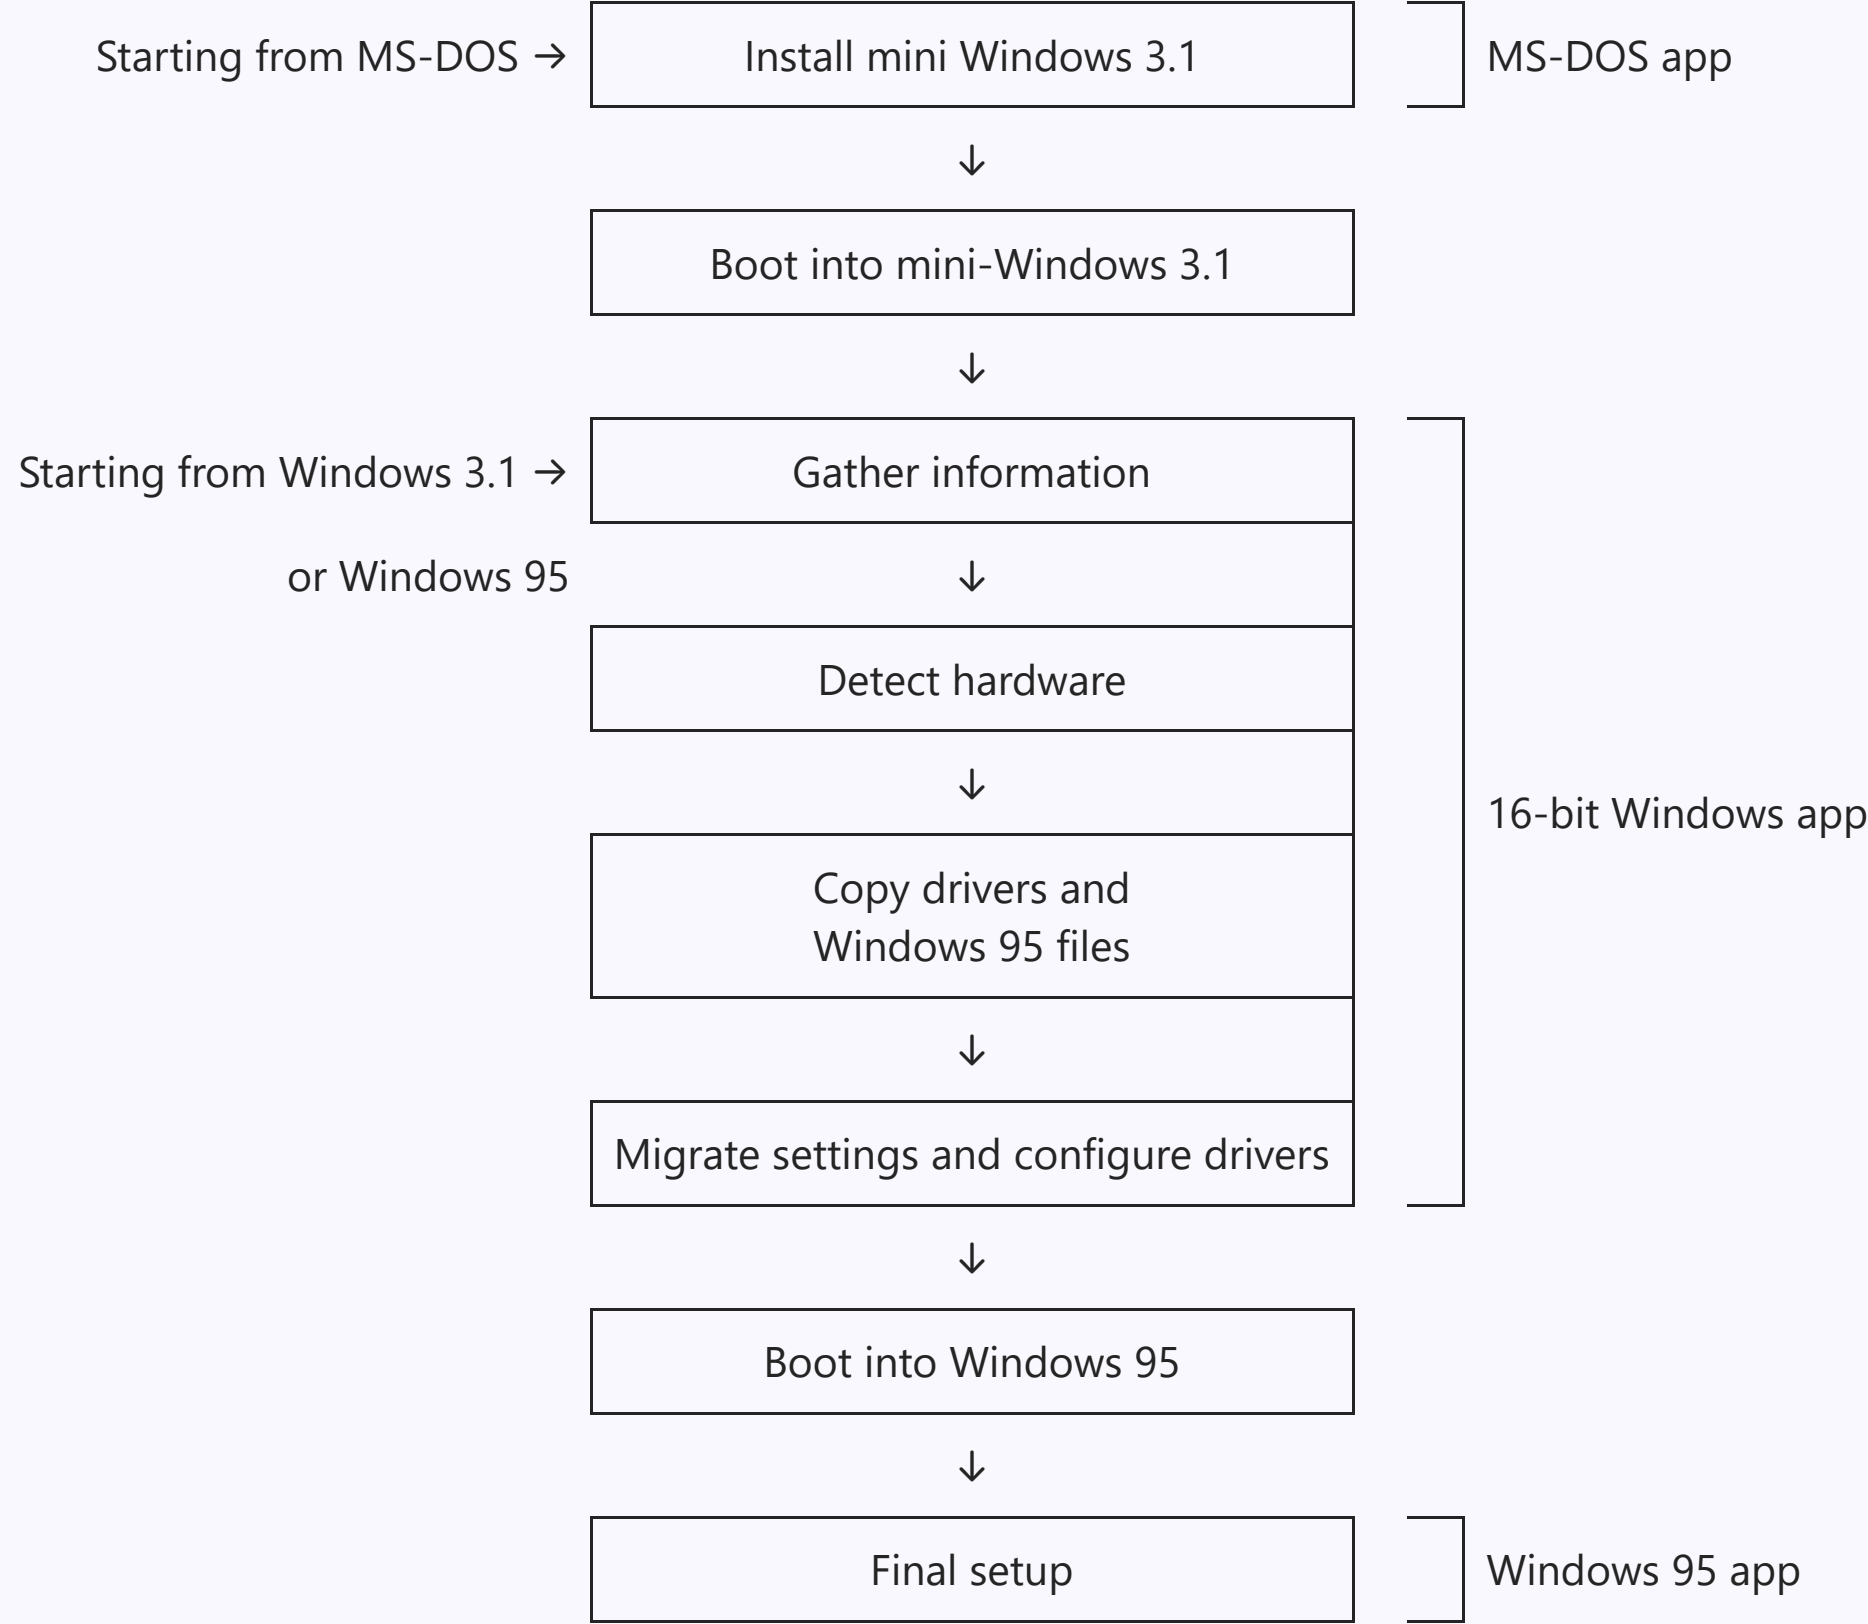 Starting from MS-DOS →
Install mini Windows 3.1
MS-DOS app
↓
Boot into mini-Windows 3.1
↓
Starting from Windows 3.1 →
Gather information
or Windows 95
↓
Detect hardware
↓
16-bit Windows app
Copy drivers and
Windows 95 files
↓
Migrate settings and configure drivers
↓
Boot into Windows 95
↓
Final setup
Windows 95 app